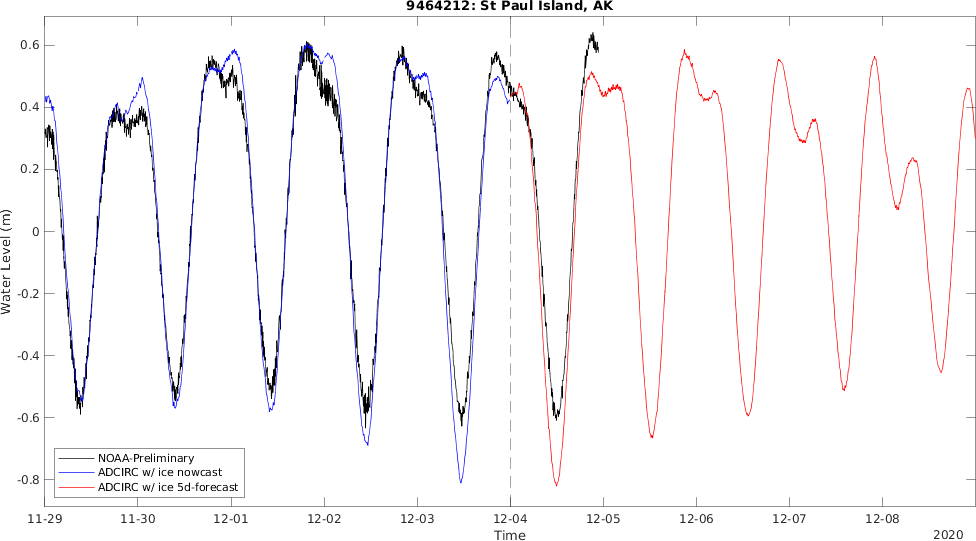 9464212: St Paul Island, AK
Water Level (m)
0.6
0.4
0.2
0
-0.2
-0.4
-0.6
-0.8
NOAA-Preliminary
ADCIRC w/ ice nowcast
ADCIRC w/ ice 5d-forecast
11-29 11-30 12-01 12-02 12-03 12-04 12-05 12-06 12-07 12-08
Time
2020